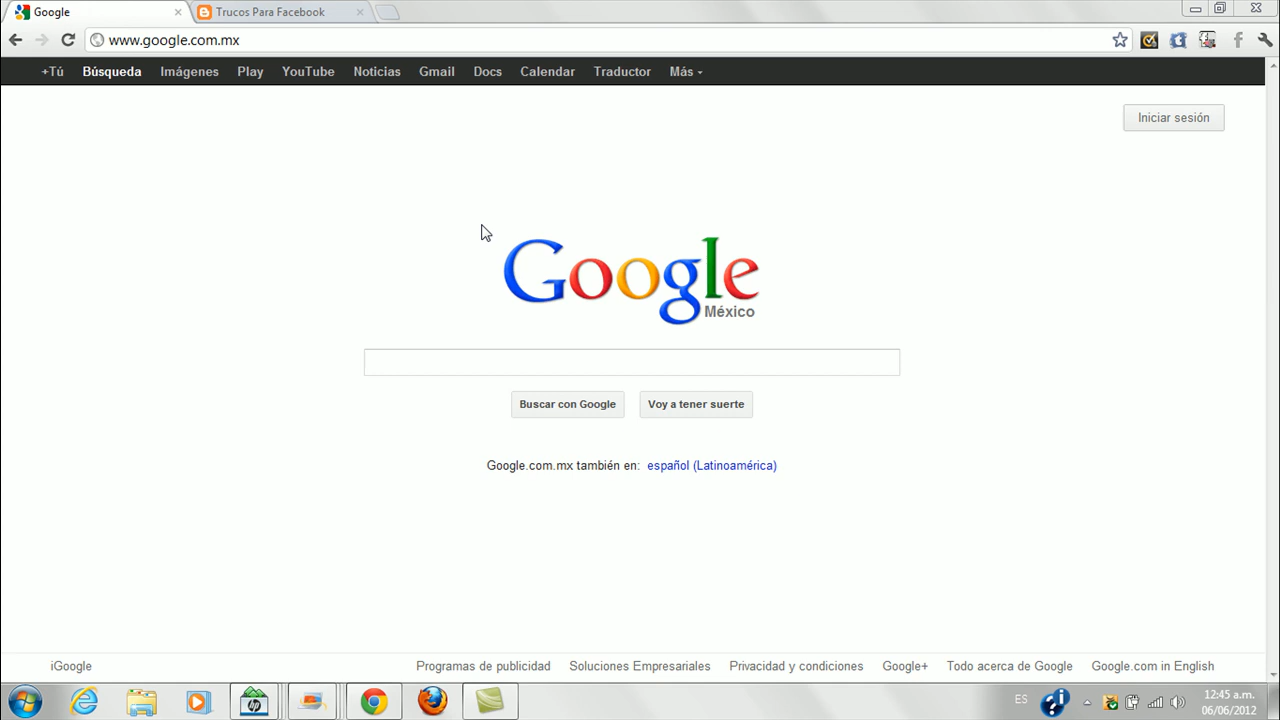 Google
Trucos Para Facebook
www.google.com.mx
+Tú Búsqueda Imágenes Play YouTube Noticias Gmail Docs Calendar Traductor Más
Iniciar sesión
Google
México
Buscar con Google Voy a tener suerte
Google.com.mx también en: español (Latinoamérica)
iGoogle Programas de publicidad Soluciones Empresariales Privacidad y condiciones Google+ Todo acerca de Google Google.com in English
ES
12:45 a.m.
06/06/2012